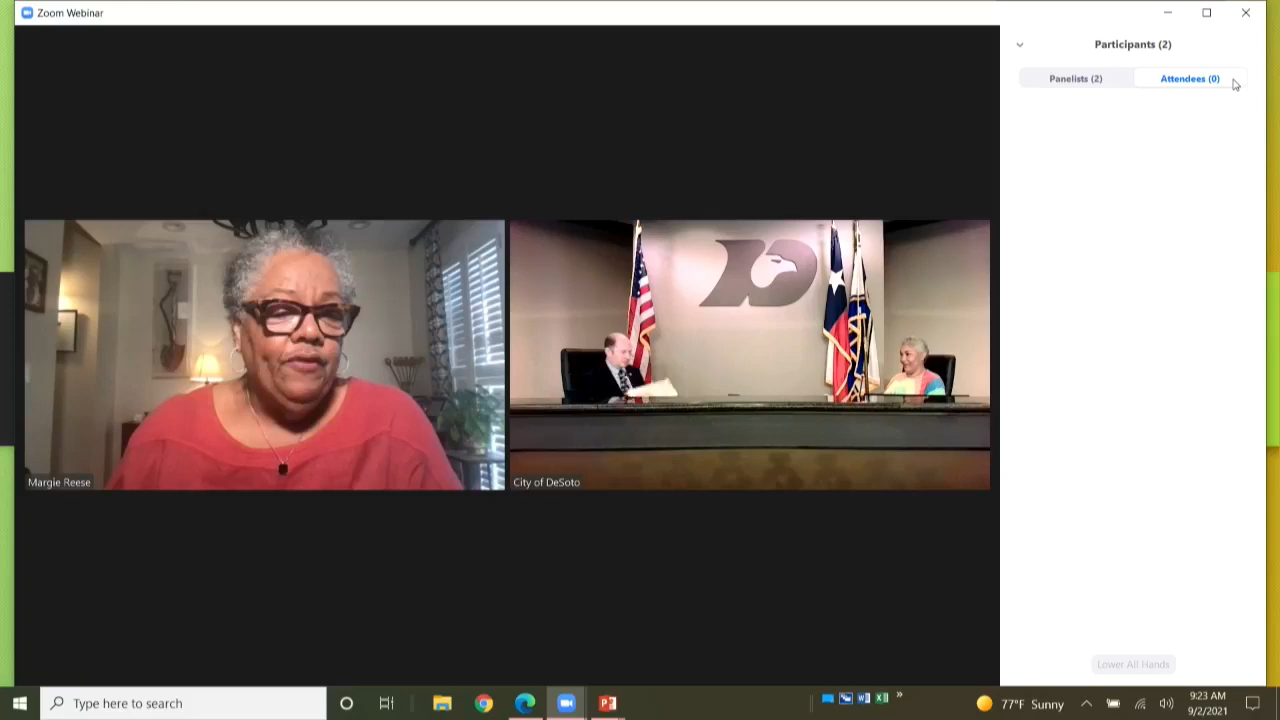 Zoom Webinar
Participants (2)
Panelists (2)
Attendees (0)
Margie Reese
City of DeSoto
Lower All Hands
Type here to search
77°F Sunny
9:23 AM
9/2/2021